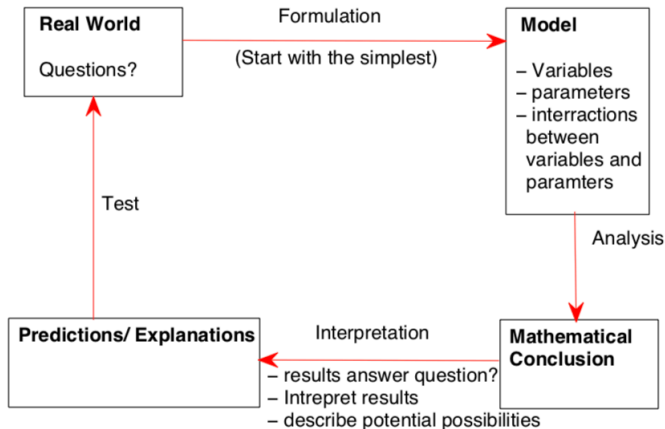 Real World
Questions?
Formulation
(Start with the simplest)
Model
– Variables
– parameters
– interractions
between
variables and
paramters
Analysis
Mathematical
Conclusion
Interpretation
– results answer question?
– Intrepret results
– describe potential possibilities
Predictions/ Explanations
Test